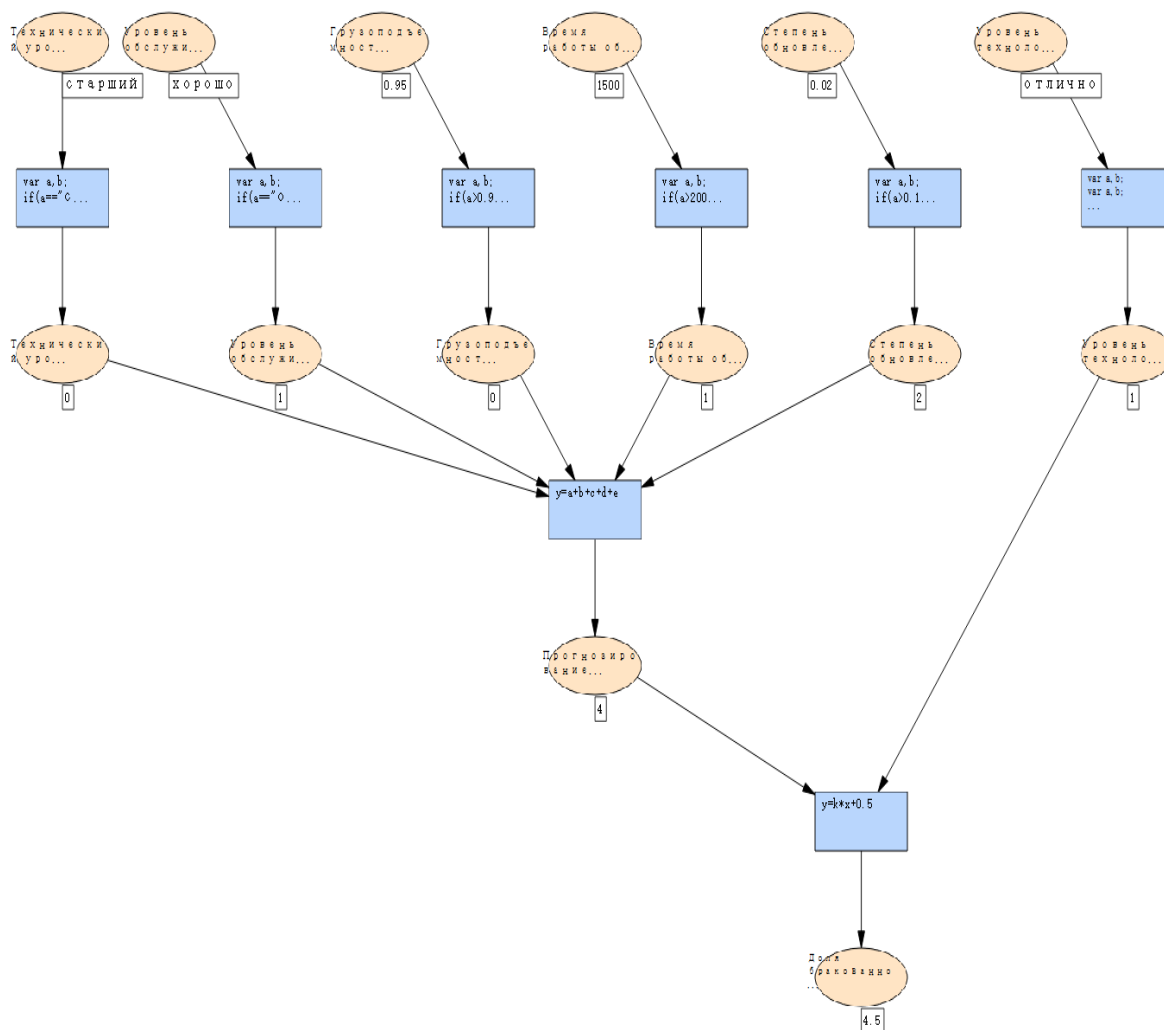 Технически
й уро...
Уровень
обслужи...
Грузоподъе
мност...
Время
работы об...
Степень
обновле...
Уровень
техноло...
старший
хорошо
0.95
1500
0.02
отлично
var a,b;
if(a=="С...
var a,b;
if(a=="О...
var a,b;
if(a>0.9...
var a,b;
if(a>200...
var a,b;
if(a>0.1...
var a,b;
var a,b;
...
Технически
й уро...
Уровень
обслужи...
Грузоподъе
мност...
Время
работы об...
Степень
обновле...
Уровень
техноло...
0
1
0
1
2
1
y=a+b+c+d+e
Прогнозиро
вание...
4
y=k*x+0.5
Доля
бракованно
...
4.5